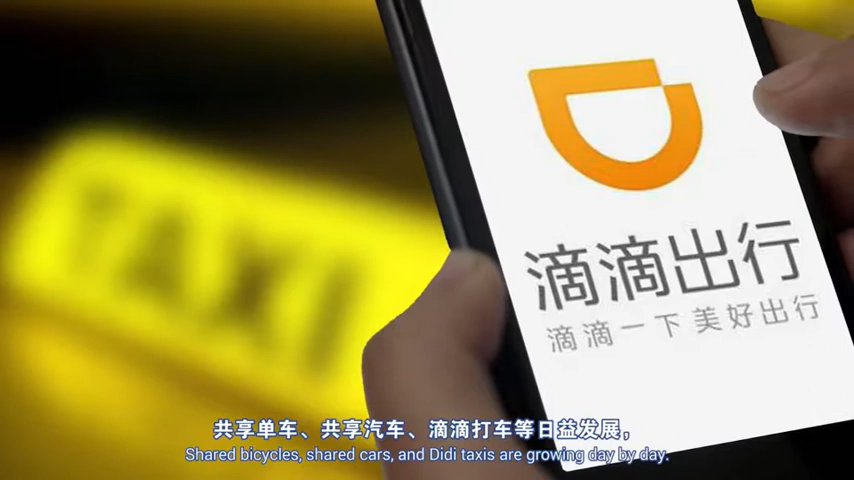 TAXI
滴滴出行
滴滴一下 美好出行
共享单车、共享汽车、滴滴打车等日益发展，
Shared bicycles, shared cars, and Didi taxis are growing day by day.